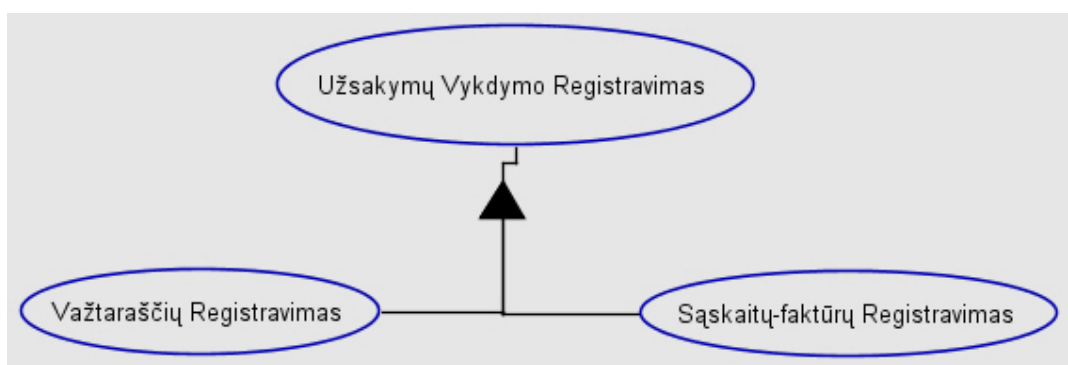 Užsakymų Vykdymo Registravimas
Važtaraščių Registravimas
Sąskaitų-faktūrų Registravimas